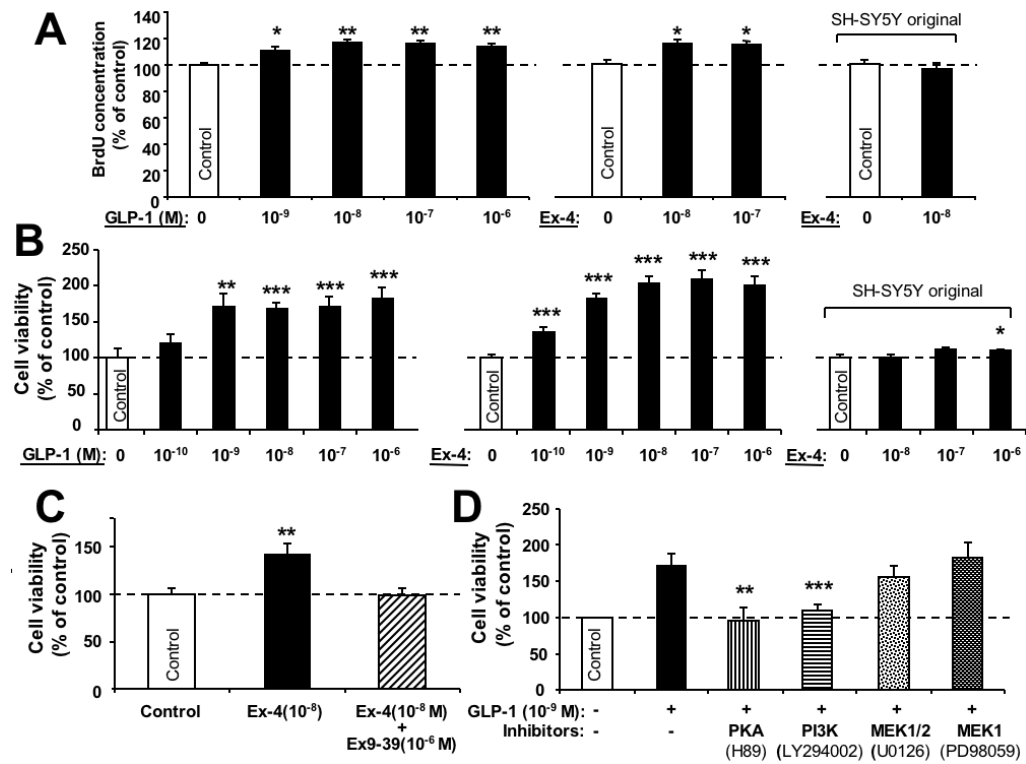 A
BrdU concentration
(% of control)
140
120
100
80
60
40
20
0
Control
*
**
**
**
GLP-1 (M): 0 10-9 10-8 10-7 10-6
Control
*
*
Ex-4: 0 10-8 10-7
SH-SY5Y original
Control
Ex-4: 0 10-8
B
Cell viability
(% of control)
250
200
150
100
50
0
Control
**
***
***
***
GLP-1 (M): 0 10-10 10-9 10-8 10-7 10-6
Control
***
***
***
***
***
Ex-4: 0 10-10 10-9 10-8 10-7 10-6
SH-SY5Y original
Control
*
Ex-4: 0 10-8 10-7 10-6
C
Cell viability
(% of control)
150
100
50
0
Control
**
Control Ex-4(10-8) Ex-4(10-8 M)
+
Ex9-39(10-6 M)
D
Cell viability
(% of control)
250
200
150
100
50
0
Control
**
***
GLP-1 (10-9 M): - + + + + +
Inhibitors: - - PKA PI3K MEK1/2 MEK1
(H89) (LY294002) (U0126) (PD98059)